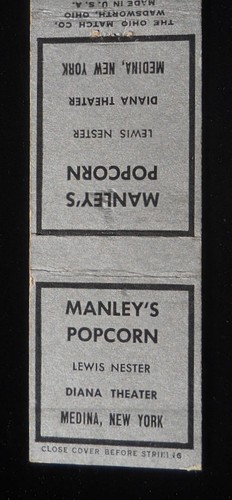 THE OHIO MATCH CO.
WADSWORTH, OHIO
MADE IN U.S.A.
MANLEY'S
POPCORN
LEWIS NESTER
DIANA THEATER
MEDINA, NEW YORK
MANLEY'S
POPCORN
LEWIS NESTER
DIANA THEATER
MEDINA, NEW YORK
CLOSE COVER BEFORE